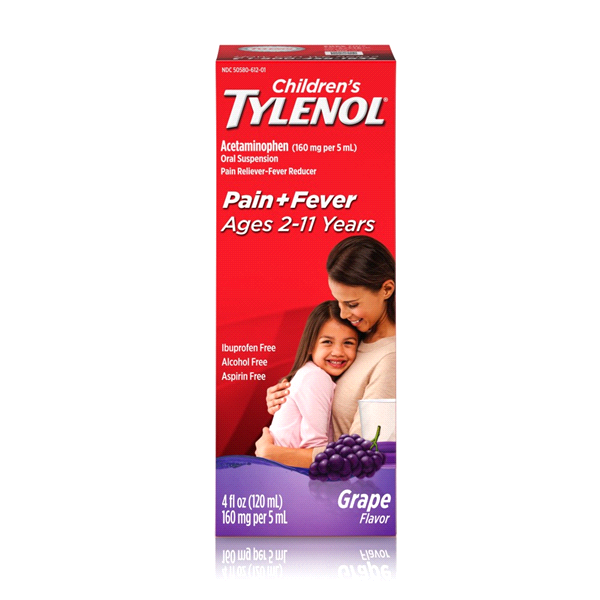 NDC 50580-612-01
Children's
TYLENOL®
Acetaminophen (160 mg per 5 mL)
Oral Suspension
Pain Reliever-Fever Reducer
Pain+Fever
Ages 2-11 Years
Ibuprofen Free
Alcohol Free
Aspirin Free
4 fl oz (120 mL)
160 mg per 5 mL
Grape
Flavor